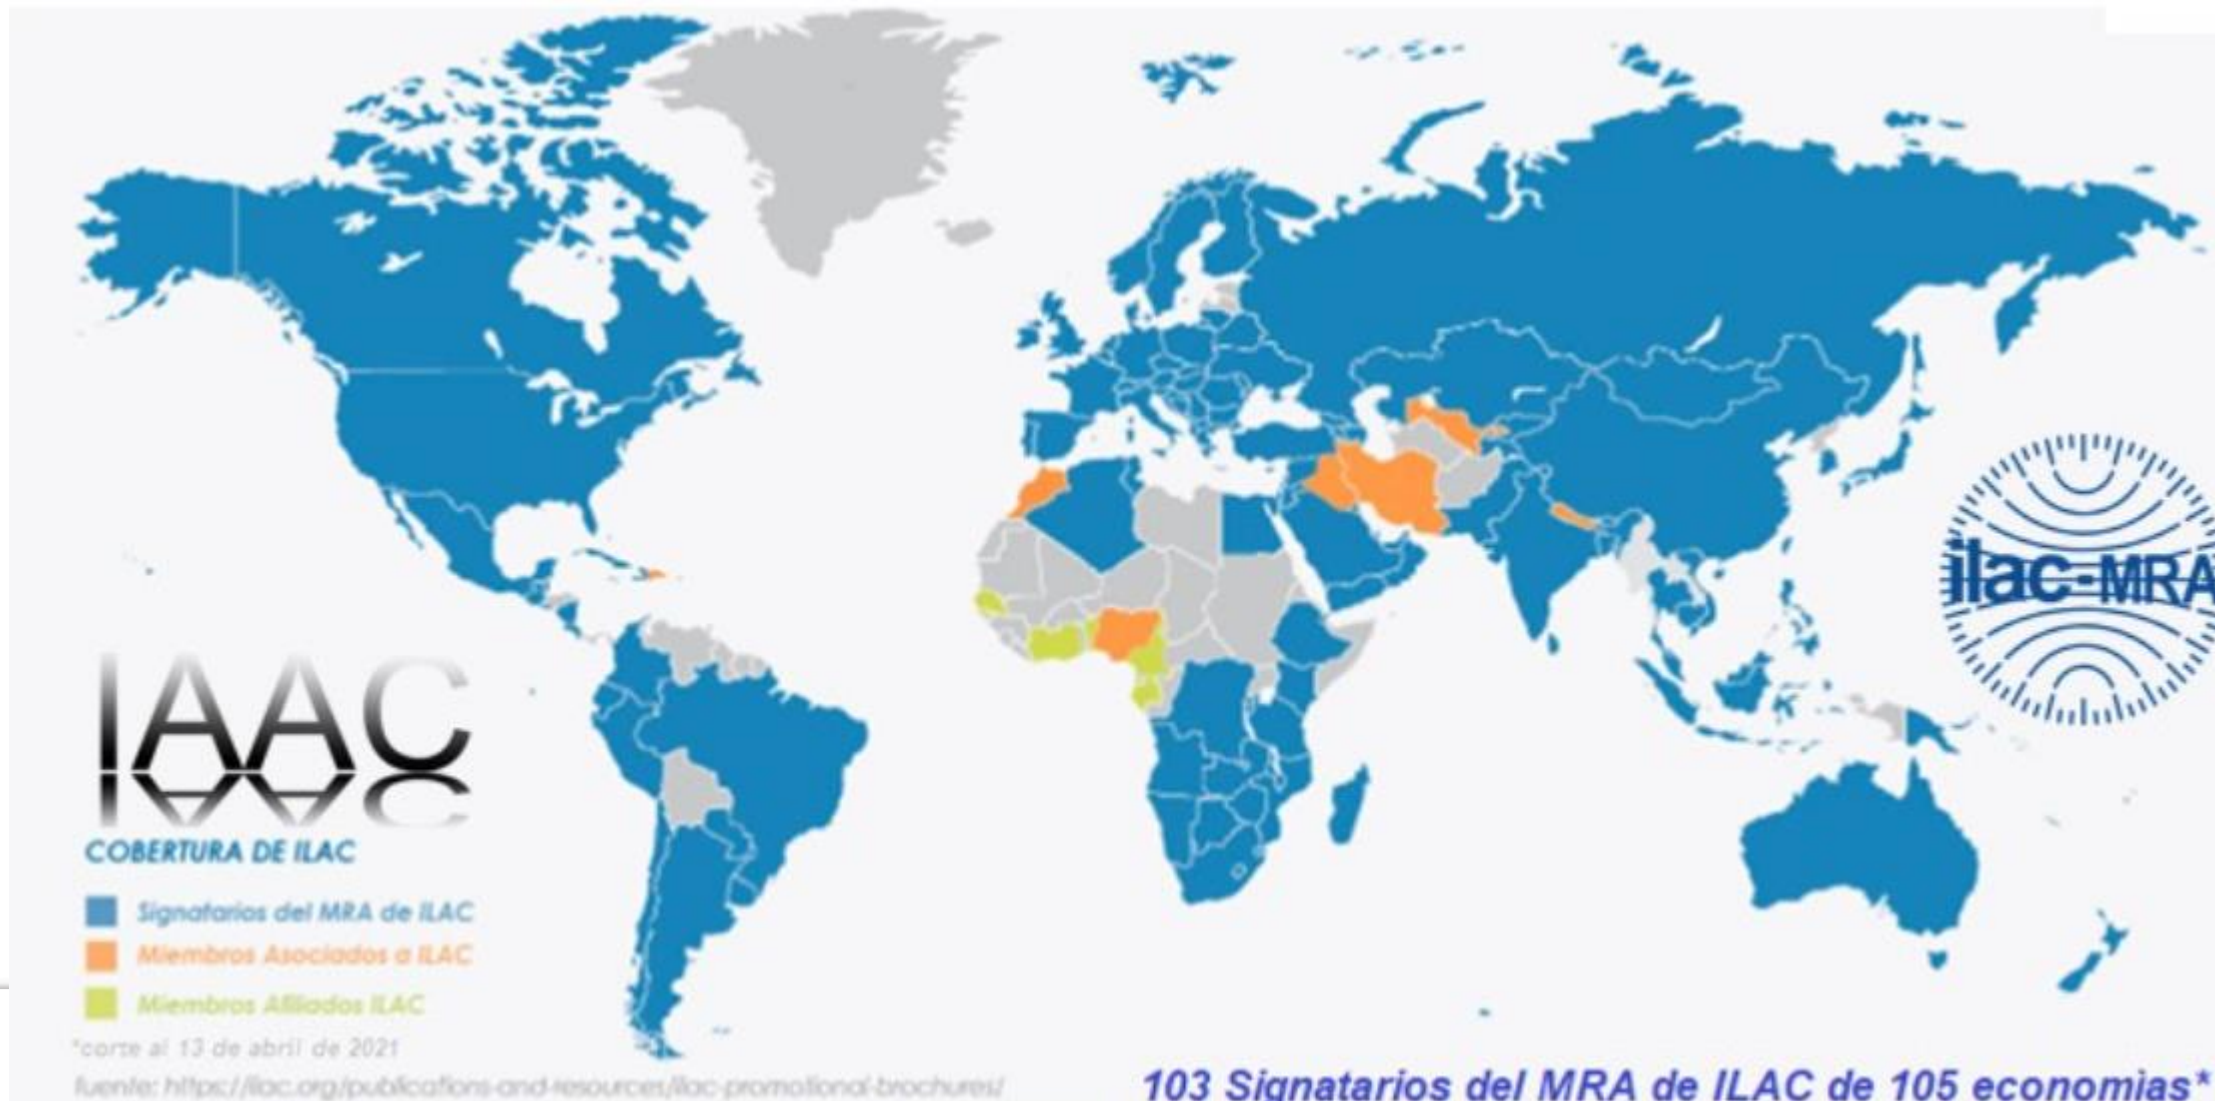 ilac-MRA
IAAC
COBERTURA DE ILAC
Signatarios del MRA de ILAC
Miembros Asociados a ILAC
Miembros Afiliados ILAC
*corte al 13 de abril de 2021
fuente: https://ilac.org/publications-and-resources/ilac-promotional-brochures/
103 Signatarios del MRA de ILAC de 105 economias*